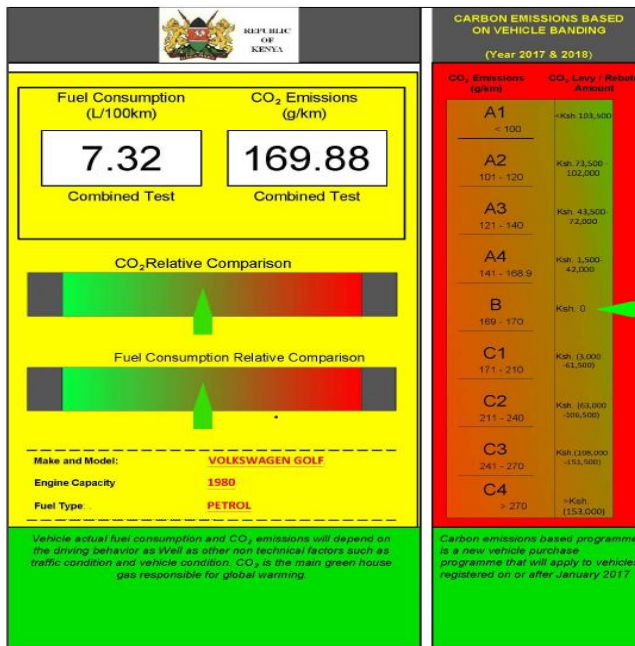 REPUBLIC
OF
KENYA
Fuel Consumption
(L/100km)
7.32
Combined Test
CO₂ Emissions
(g/km)
169.88
Combined Test
CO₂Relative Comparison
Fuel Consumption Relative Comparison
Make and Model: VOLKSWAGEN GOLF
Engine Capacity 1980
Fuel Type: . PETROL
Vehicle actual fuel consumption and CO₂ emissions will depend on
the driving behavior as Well as other non technical factors such as
traffic condition and vehicle condition. CO₂ is the main green house
gas responsible for global warming.
CARBON EMISSIONS BASED
ON VEHICLE BANDING
(Year 2017 & 2018)
CO₂ Emissions
(g/km)
CO₂ Levy / Rebate
Amount
A1
< 100
<Ksh 103,500
A2
101 - 120
Ksh 73,500 -
102,000
A3
121 - 140
Ksh 43,500-
72,000
A4
141 - 168.9
Ksh 1,500-
42,000
B
169 - 170
Ksh 0
C1
171 - 210
Ksh (3,000
-61,500)
C2
211 - 240
Ksh (63,000
-106,500)
C3
241 - 270
Ksh (108,000
-151,500)
C4
> 270
>Ksh
(153,000)
Carbon emissions based programme
is a new vehicle purchase
programme that will apply to vehicles
registered on or after January 2017